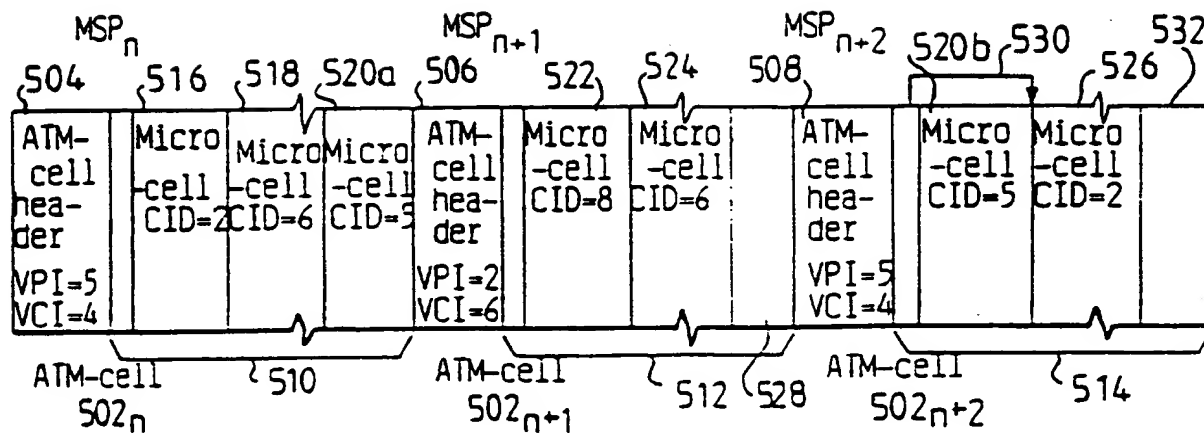 MSPn
MSPn+1
MSPn+2
504
516
518
520a
506
522
524
508
520b
530
526
532
ATM-
cell
hea-
der
VPI=5
VCI=4
Micro
-cell
CID=2
Micro
-cell
CID=6
Micro
-cell
CID=5
ATM-
cell
hea-
der
VPI=2
VCI=6
Micro
-cell
CID=8
Micro
-cell
CID=6
ATM-
cell
hea-
der
VPI=5
VCI=4
Micro
-cell
CID=5
Micro
-cell
CID=2
ATM-cell
502n
510
ATM-cell
502n+1
512
528
ATM-cell
502n+2
514